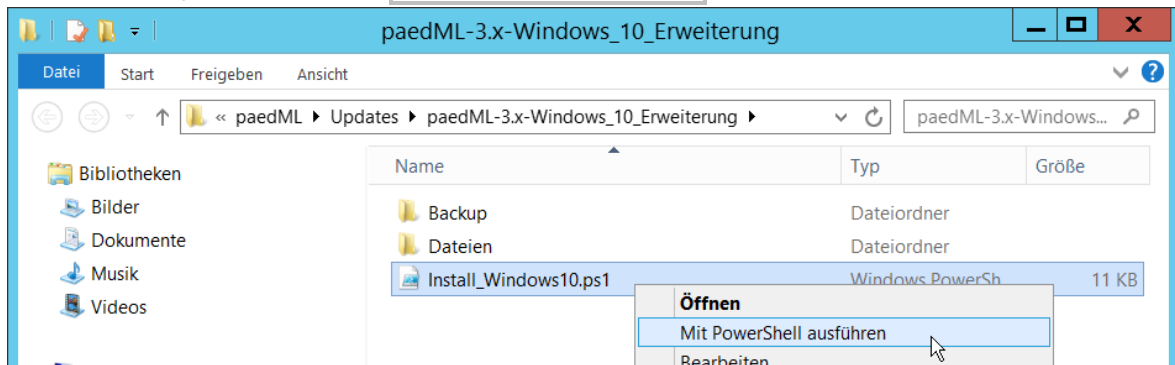 paedML-3.x-Windows_10_Erweiterung
Datei Start Freigeben Ansicht
« paedML Updates paedML-3.x-Windows_10_Erweiterung paedML-3.x-Windows...
Name Typ Größe
Bibliotheken
Bilder
Dokumente
Musik
Videos
Backup Dateiordner
Dateien Dateiordner
Install_Windows10.ps1 Windows PowerSh 11 KB
Öffnen
Mit PowerShell ausführen
Bearbeiten